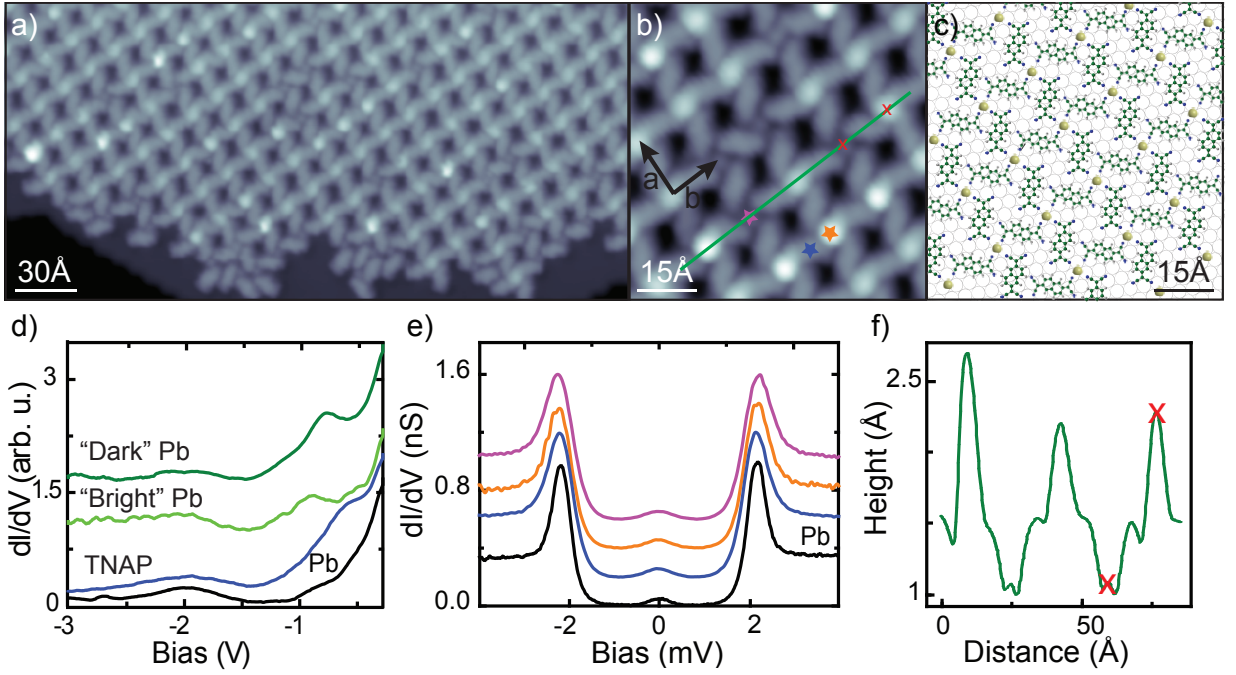 a)
30Å
b)
a
b
15Å
c)
15Å
d)
dI/dV (arb. u.)
3
1.5
0
"Dark" Pb
"Bright" Pb
TNAP
Pb
-3
-2
-1
Bias (V)
e)
dI/dV (nS)
1.6
0.8
0.0
Pb
-2
0
2
Bias (mV)
f)
Height (Å)
2.5
1
X
X
0
50
Distance (Å)